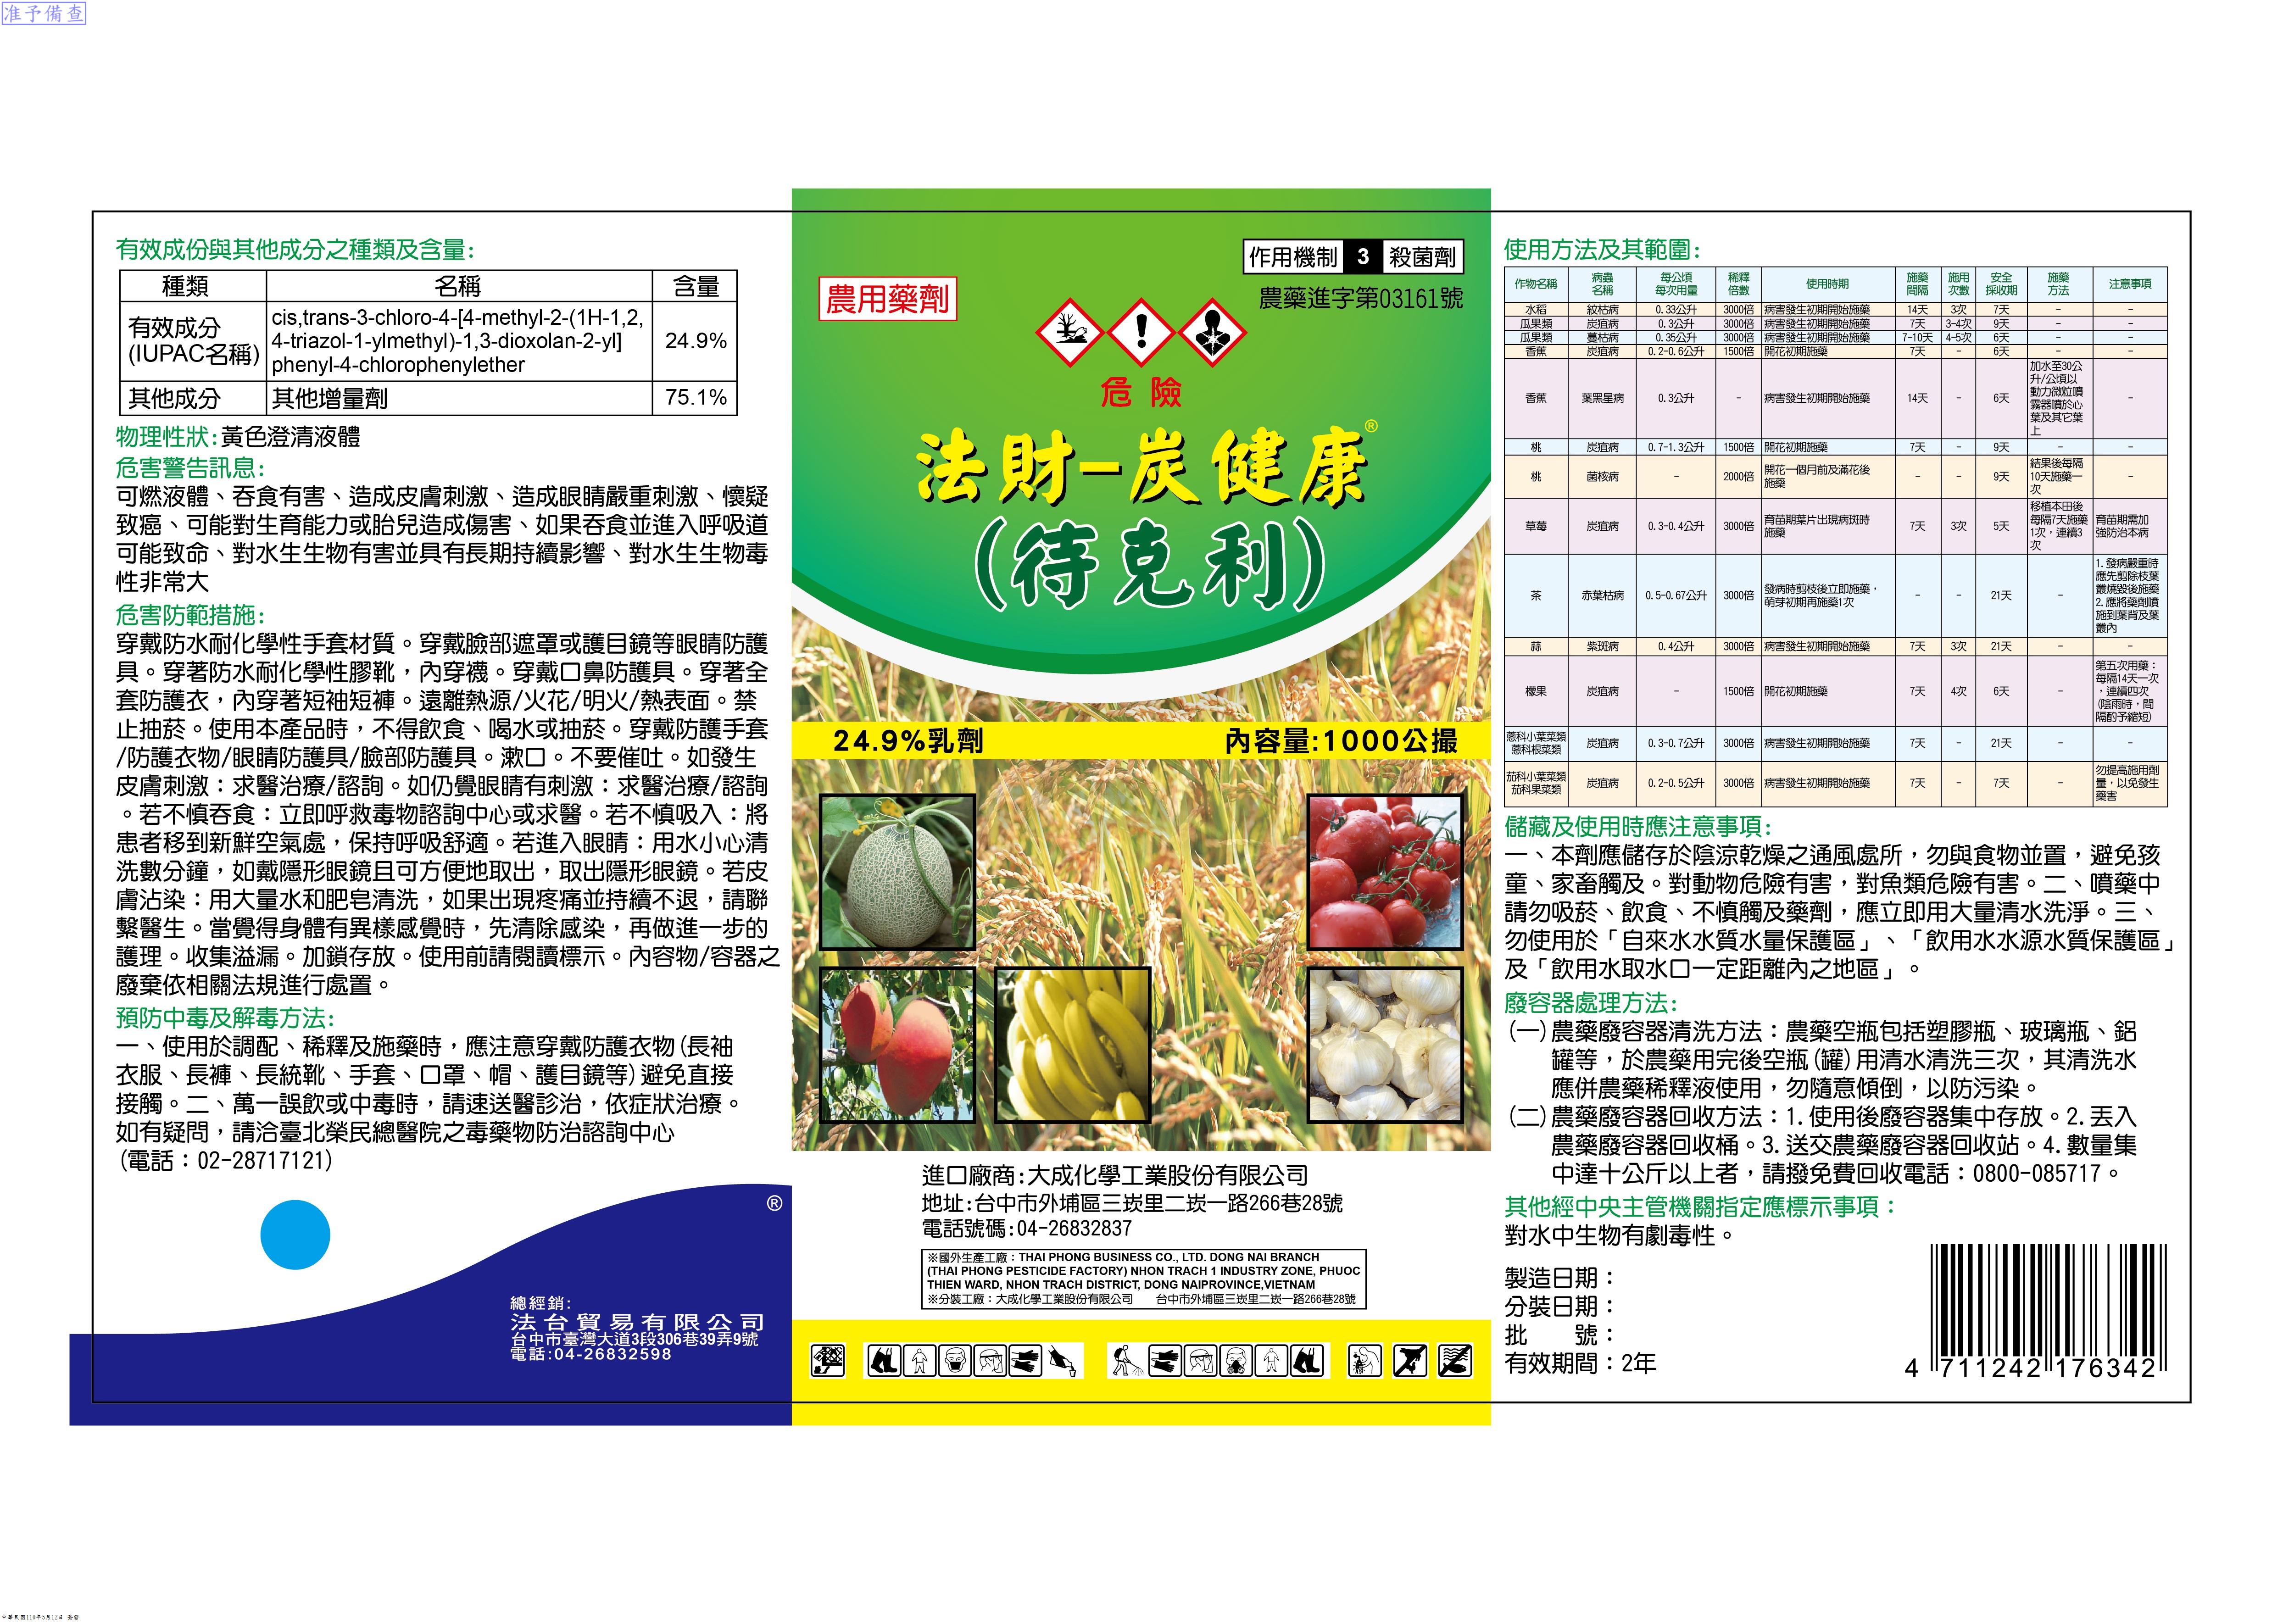 准予備查
有效成份與其他成分之種類及含量:
種類 名稱 含量
有效成分
(IUPAC名稱)
cis,trans-3-chloro-4-[4-methyl-2-(1H-1,2,
4-triazol-1-ylmethyl)-1,3-dioxolan-2-yl]
phenyl-4-chlorophenylether
24.9%
其他成分 其他增量劑 75.1%
物理性狀:黃色澄清液體
危害警告訊息:
可燃液體、吞食有害、造成皮膚刺激、造成眼睛嚴重刺激、懷疑
致癌、可能對生育能力或胎兒造成傷害、如果吞食並進入呼吸道
可能致命、對水生生物有害並具有長期持續影響、對水生生物毒
性非常大
危害防範措施:
穿戴防水耐化學性手套材質。穿戴臉部遮罩或護目鏡等眼睛防護
具。穿著防水耐化學性膠靴，內穿襪。穿戴口鼻防護具。穿著全
套防護衣，內穿著短袖短褲。遠離熱源/火花/明火/熱表面。禁
止抽菸。使用本產品時，不得飲食、喝水或抽菸。穿戴防護手套
/防護衣物/眼睛防護具/臉部防護具。漱口。不要催吐。如發生
皮膚刺激：求醫治療/諮詢。如仍覺眼睛有刺激：求醫治療/諮詢
。若不慎吞食：立即呼救毒物諮詢中心或求醫。若不慎吸入：將
患者移到新鮮空氣處，保持呼吸舒適。若進入眼睛：用水小心清
洗數分鐘，如戴隱形眼鏡且可方便地取出，取出隱形眼鏡。若皮
膚沾染：用大量水和肥皂清洗，如果出現疼痛並持續不退，請聯
繫醫生。當覺得身體有異樣感覺時，先清除感染，再做進一步的
護理。收集溢漏。加鎖存放。使用前請閱讀標示。內容物/容器之
廢棄依相關法規進行處置。
預防中毒及解毒方法:
一、使用於調配、稀釋及施藥時，應注意穿戴防護衣物(長袖
衣服、長褲、長統靴、手套、口罩、帽、護目鏡等)避免直接
接觸。二、萬一誤飲或中毒時，請速送醫診治，依症狀治療。
如有疑問，請洽臺北榮民總醫院之毒藥物防治諮詢中心
(電話：02-28717121)
®
總經銷:
法台貿易有限公司
台中市臺灣大道3段306巷39弄9號
電話:04-26832598
作用機制 3 殺菌劑
農用藥劑
農藥進字第03161號
危險
法財-炭健康®
(待克利)
24.9%乳劑 內容量:1000公撮
進口廠商:大成化學工業股份有限公司
地址:台中市外埔區三崁里二崁一路266巷28號
電話號碼:04-26832837
※國外生產工廠：THAI PHONG BUSINESS CO., LTD. DONG NAI BRANCH
(THAI PHONG PESTICIDE FACTORY) NHON TRACH 1 INDUSTRY ZONE, PHUOC
THIEN WARD, NHON TRACH DISTRICT, DONG NAIPROVINCE,VIETNAM
※分裝工廠：大成化學工業股份有限公司 台中市外埔區三崁里二崁一路266巷28號
使用方法及其範圍:
作物名稱 病蟲名稱 每公頃每次用量 稀釋倍數 使用時期 施藥間隔 施用次數 安全採收期 施藥方法 注意事項
水稻 紋枯病 0.33公升 3000倍 病害發生初期開始施藥 14天 3次 7天 - -
瓜果類 炭疽病 0.3公升 3000倍 病害發生初期開始施藥 7天 3-4次 9天 - -
瓜果類 蔓枯病 0.35公升 3000倍 病害發生初期開始施藥 7-10天 4-5次 6天 - -
香蕉 炭疽病 0.2-0.6公升 1500倍 開花初期施藥 7天 - 6天 - -
香蕉 葉黑星病 0.3公升 - 病害發生初期開始施藥 14天 - 6天 加水至30公升/公頃以動力微粒噴霧器噴於心葉及其它葉上 -
桃 炭疽病 0.7-1.3公升 1500倍 開花初期施藥 7天 - 9天 - -
桃 菌核病 - 2000倍 開花一個月前及滿花後施藥 - - 9天 結果後每隔10天施藥一次 -
草莓 炭疽病 0.3-0.4公升 3000倍 育苗期葉片出現病斑時施藥 7天 3次 5天 移植本田後每隔7天施藥1次，連續3次 育苗期需加強防治本病
茶 赤葉枯病 0.5-0.67公升 3000倍 發病時剪枝後立即施藥，萌芽初期再施藥1次 - - 21天 - 1.發病嚴重時應先剪除枝葉叢燒毀後施藥 2.應將藥劑噴施到葉背及葉叢內
蒜 紫斑病 0.4公升 3000倍 病害發生初期開始施藥 7天 3次 21天 - -
檬果 炭疽病 - 1500倍 開花初期施藥 7天 4次 6天 - 第五次用藥：每隔14天一次，連續四次(陰雨時，間隔酌予縮短)
蔥科小葉菜類 蔥科根菜類 炭疽病 0.3-0.7公升 3000倍 病害發生初期開始施藥 7天 - 21天 - -
茄科小葉菜類 茄科果菜類 炭疽病 0.2-0.5公升 3000倍 病害發生初期開始施藥 7天 - 7天 - 勿提高施用劑量，以免發生藥害
儲藏及使用時應注意事項:
一、本劑應儲存於陰涼乾燥之通風處所，勿與食物並置，避免孩
童、家畜觸及。對動物危險有害，對魚類危險有害。二、噴藥中
請勿吸菸、飲食、不慎觸及藥劑，應立即用大量清水洗淨。三、
勿使用於「自來水水質水量保護區」、「飲用水水源水質保護區」
及「飲用水取水口一定距離內之地區」。
廢容器處理方法:
(一)農藥廢容器清洗方法：農藥空瓶包括塑膠瓶、玻璃瓶、鋁
罐等，於農藥用完後空瓶(罐)用清水清洗三次，其清洗水
應併農藥稀釋液使用，勿隨意傾倒，以防污染。
(二)農藥廢容器回收方法：1.使用後廢容器集中存放。2.丟入
農藥廢容器回收桶。3.送交農藥廢容器回收站。4.數量集
中達十公斤以上者，請撥免費回收電話：0800-085717。
其他經中央主管機關指定應標示事項：
對水中生物有劇毒性。
製造日期：
分裝日期：
批 號：
有效期間：2年
4 711242 176342
中華民國110年5月12日 簽發